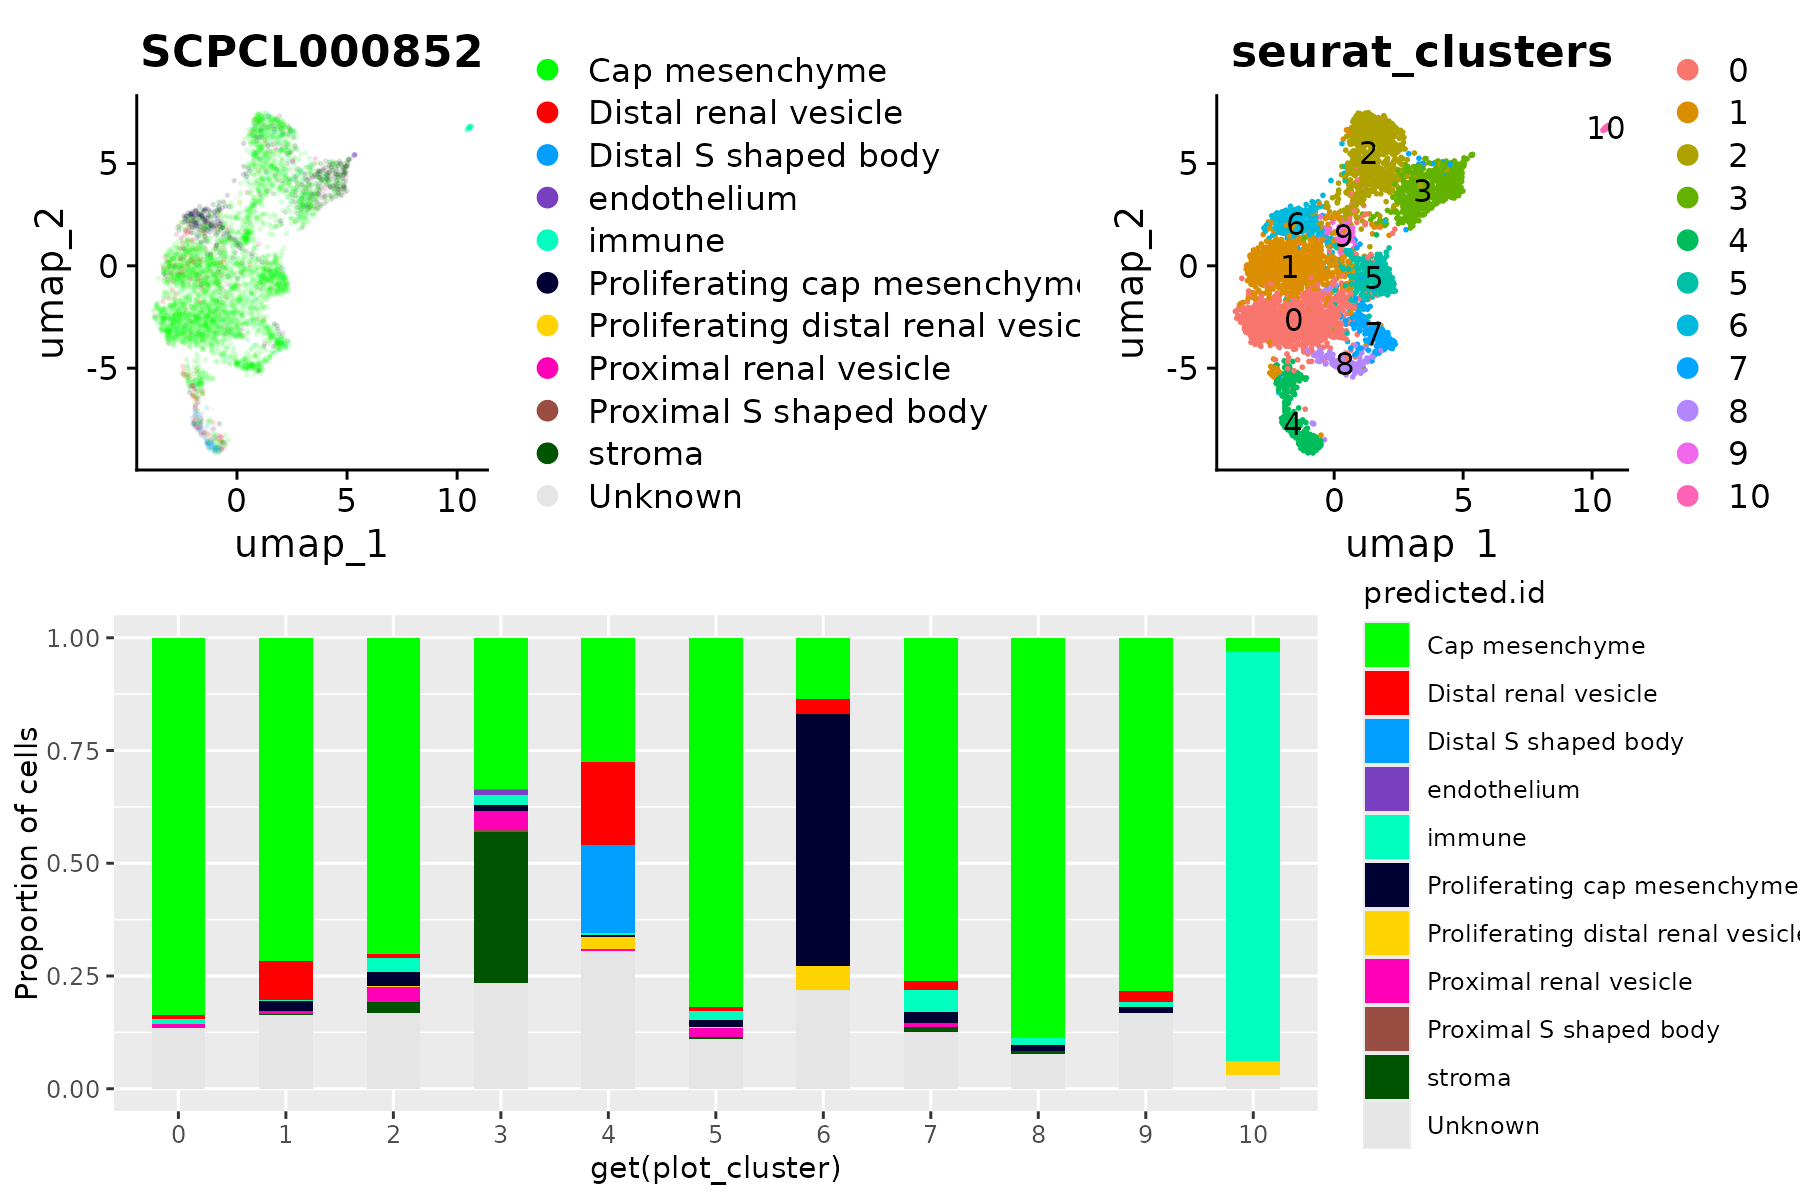 SCPCL000852
umap_2
5
0
-5
0
5
10
umap_1
Cap mesenchyme
Distal renal vesicle
Distal S shaped body
endothelium
immune
Proliferating cap mesenchym
Proliferating distal renal vesic
Proximal renal vesicle
Proximal S shaped body
stroma
Unknown
seurat_clusters
umap_2
5
0
-5
10
2
3
6
9
1
5
0
7
8
4
0
5
10
umap_1
0
1
2
3
4
5
6
7
8
9
10
Proportion of cells
1.00
0.75
0.50
0.25
0.00
0
1
2
3
4
5
6
7
8
9
10
get(plot_cluster)
predicted.id
Cap mesenchyme
Distal renal vesicle
Distal S shaped body
endothelium
immune
Proliferating cap mesenchyme
Proliferating distal renal vesicle
Proximal renal vesicle
Proximal S shaped body
stroma
Unknown